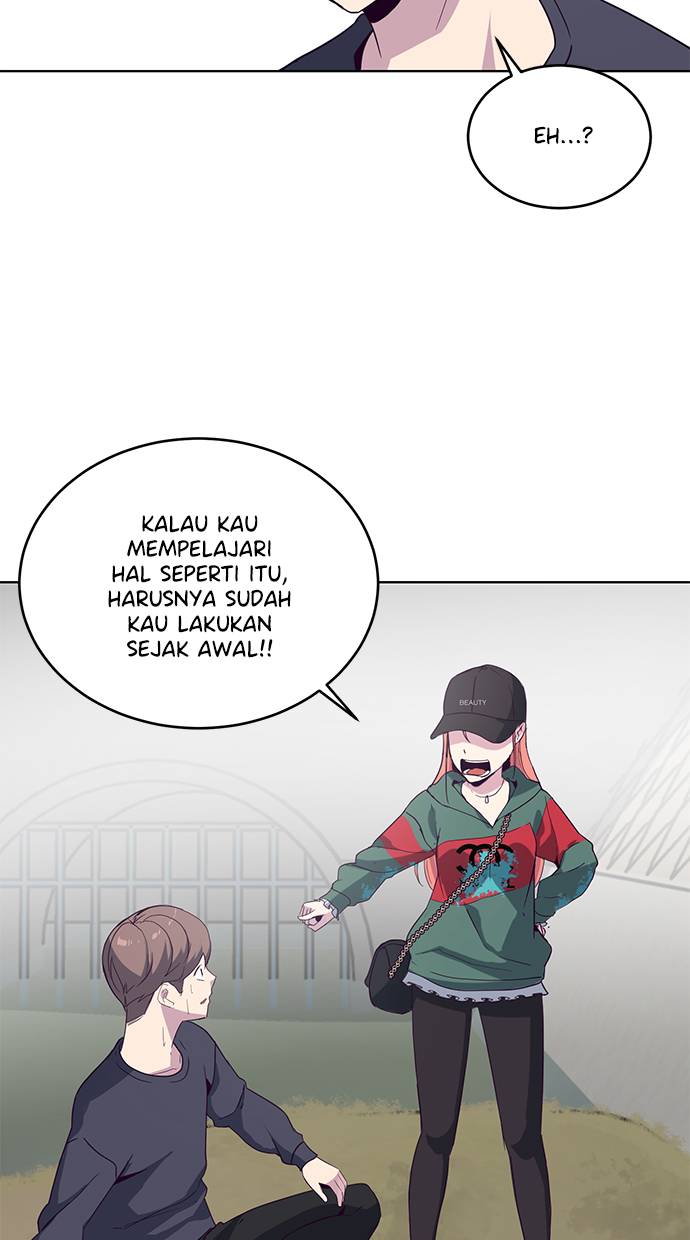 EH...?
KALAU KAU
MEMPELAJARI
HAL SEPERTI ITU,
HARUSNYA SUDAH
KAU LAKUKAN
SEJAK AWAL!!
BEAUTY